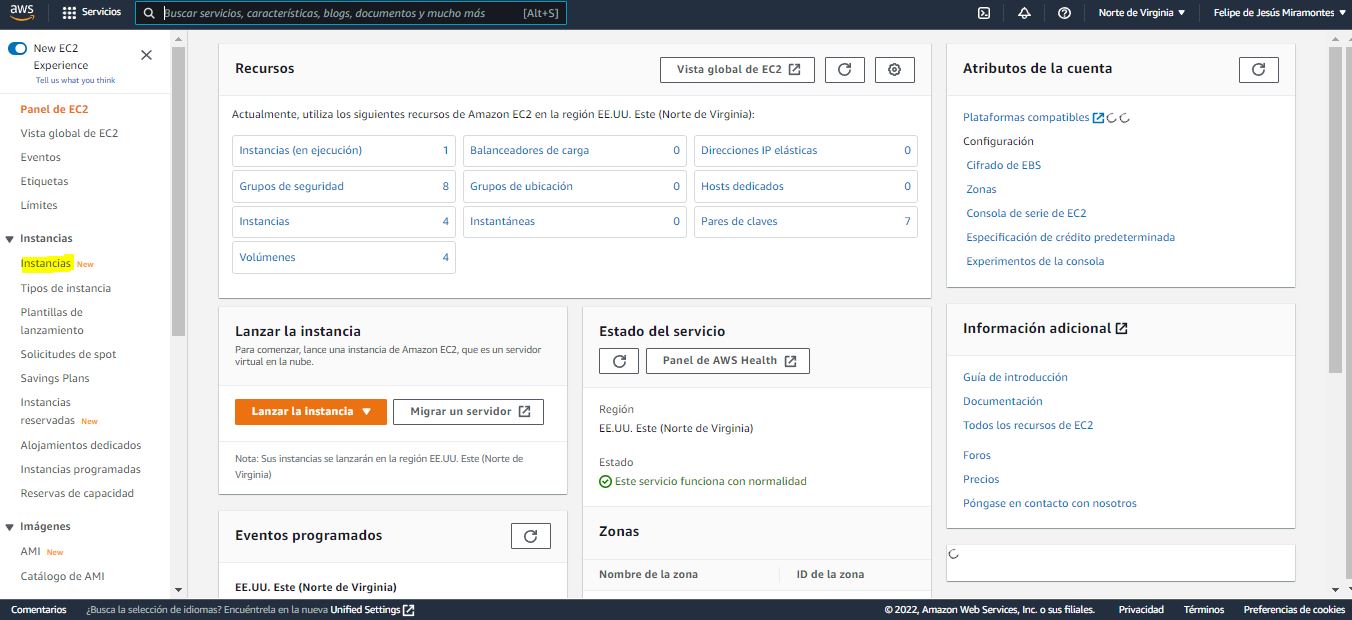 aws
Servicios
Buscar servicios, características, blogs, documentos y mucho más
[Alt+S]
Norte de Virginia
Felipe de Jesús Miramontes
New EC2
Experience
Tell us what you think
Panel de EC2
Vista global de EC2
Eventos
Etiquetas
Límites
Instancias
Instancias New
Tipos de instancia
Plantillas de
lanzamiento
Solicitudes de spot
Savings Plans
Instancias
reservadas New
Alojamientos dedicados
Instancias programadas
Reservas de capacidad
Imágenes
AMI New
Catálogo de AMI
Recursos
Vista global de EC2
Actualmente, utiliza los siguientes recursos de Amazon EC2 en la región EE.UU. Este (Norte de Virginia):
Instancias (en ejecución) 1
Balanceadores de carga 0
Direcciones IP elásticas 0
Grupos de seguridad 8
Grupos de ubicación 0
Hosts dedicados 0
Instancias 4
Instantáneas 0
Pares de claves 7
Volúmenes 4
Lanzar la instancia
Para comenzar, lance una instancia de Amazon EC2, que es un servidor
virtual en la nube.
Lanzar la instancia
Migrar un servidor
Nota: Sus instancias se lanzarán en la región EE.UU. Este (Norte de
Virginia)
Eventos programados
EE.UU. Este (Norte de Virginia)
Estado del servicio
Panel de AWS Health
Región
EE.UU. Este (Norte de Virginia)
Estado
Este servicio funciona con normalidad
Zonas
Nombre de la zona
ID de la zona
Atributos de la cuenta
Plataformas compatibles
Configuración
Cifrado de EBS
Zonas
Consola de serie de EC2
Especificación de crédito predeterminada
Experimentos de la consola
Información adicional
Guía de introducción
Documentación
Todos los recursos de EC2
Foros
Precios
Póngase en contacto con nosotros
Comentarios
¿Busca la selección de idiomas? Encuéntrela en la nueva Unified Settings
© 2022, Amazon Web Services, Inc. o sus filiales.
Privacidad
Términos
Preferencias de cookies